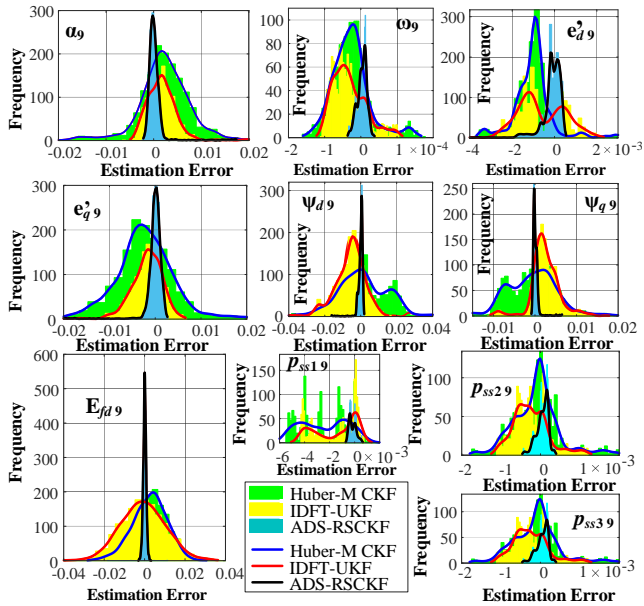 α9
Frequency
300
200
100
0
-0.02 -0.01 0 0.01 0.02
Estimation Error
ω9
Frequency
120
100
80
60
40
20
0
-2 -1 0 1 × 10⁻⁴
Estimation Error
e'd 9
Frequency
300
200
100
0
-4 -2 0 2 × 10⁻³
Estimation Error
e'q 9
Frequency
300
200
100
0
-0.02 -0.01 0 0.01 0.02
Estimation Error
ψd 9
Frequency
300
200
100
0
-0.04 -0.02 0 0.02 0.04
Estimation Error
ψq 9
Frequency
250
200
150
100
50
0
-0.01 0 0.01 0.02
Estimation Error
Efd 9
Frequency
600
500
400
300
200
100
0
-0.04 -0.02 0 0.02 0.04
Estimation Error
pss1 9
Frequency
150
100
50
0
-6 -4 -2 0 × 10⁻³
Estimation Error
pss2 9
Frequency
100
50
0
-2 -1 0 1 × 10⁻³
Estimation Error
pss3 9
Frequency
100
50
0
-2 -1 0 1 × 10⁻³
Estimation Error
Huber-M CKF
IDFT-UKF
ADS-RSCKF
Huber-M CKF
IDFT-UKF
ADS-RSCKF